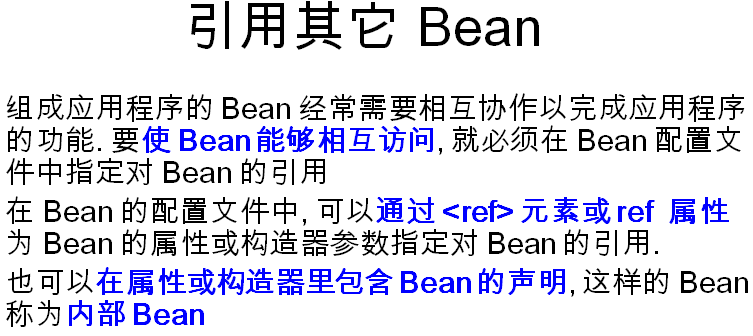 引用其它 Bean
组成应用程序的 Bean 经常需要相互协作以完成应用程序
的功能. 要使 Bean能够相互访问, 就必须在 Bean 配置文
件中指定对 Bean 的引用
在 Bean 的配置文件中, 可以通过 <ref> 元素或 ref 属性
为 Bean 的属性或构造器参数指定对 Bean 的引用.
也可以在属性或构造器里包含 Bean 的声明, 这样的 Bean
称为内部 Bean